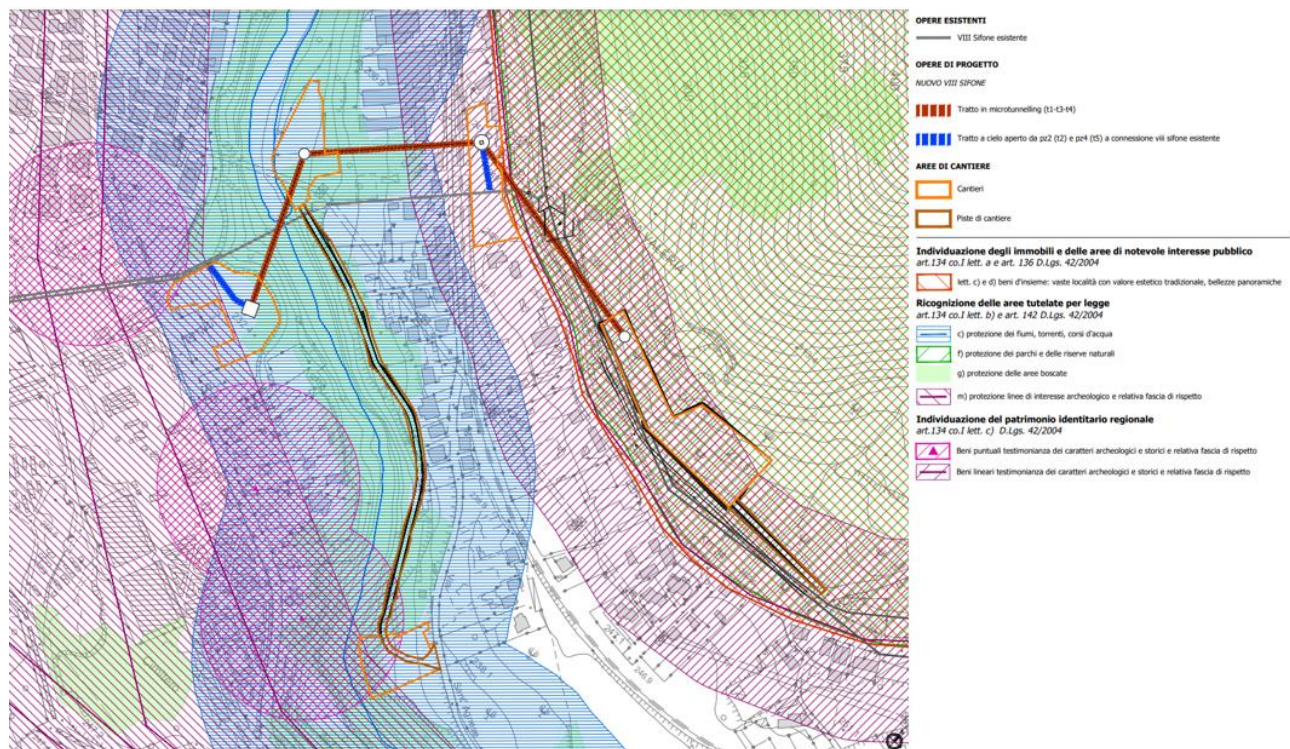 OPERE ESISTENTI
VIII Sifone esistente
OPERE DI PROGETTO
NUOVO VIII SIFONE
Tratto in microtunnelling (t1-t3-t4)
Tratto a cielo aperto da pz2 (t2) e pz4 (t5) a connessione viii sifone esistente
AREE DI CANTIERE
Cantieri
Piste di cantiere
Individuazione degli immobili e delle aree di notevole interesse pubblico
art.134 co.I lett. a e art. 136 D.Lgs. 42/2004
lett. c) e d) beni d'insieme: vaste località con valore estetico tradizionale, bellezze panoramiche
Ricognizione delle aree tutelate per legge
art.134 co.I lett. b) e art. 142 D.Lgs. 42/2004
c) protezione dei fiumi, torrenti, corsi d'acqua
f) protezione dei parchi e delle riserve naturali
g) protezione delle aree boscate
m) protezione linee di interesse archeologico e relativa fascia di rispetto
Individuazione del patrimonio identitario regionale
art.134 co.I lett. c) D.Lgs. 42/2004
Beni puntuali testimonianza dei caratteri archeologici e storici e relativa fascia di rispetto
Beni lineari testimonianza dei caratteri archeologici e storici e relativa fascia di rispetto
246.9
238.1